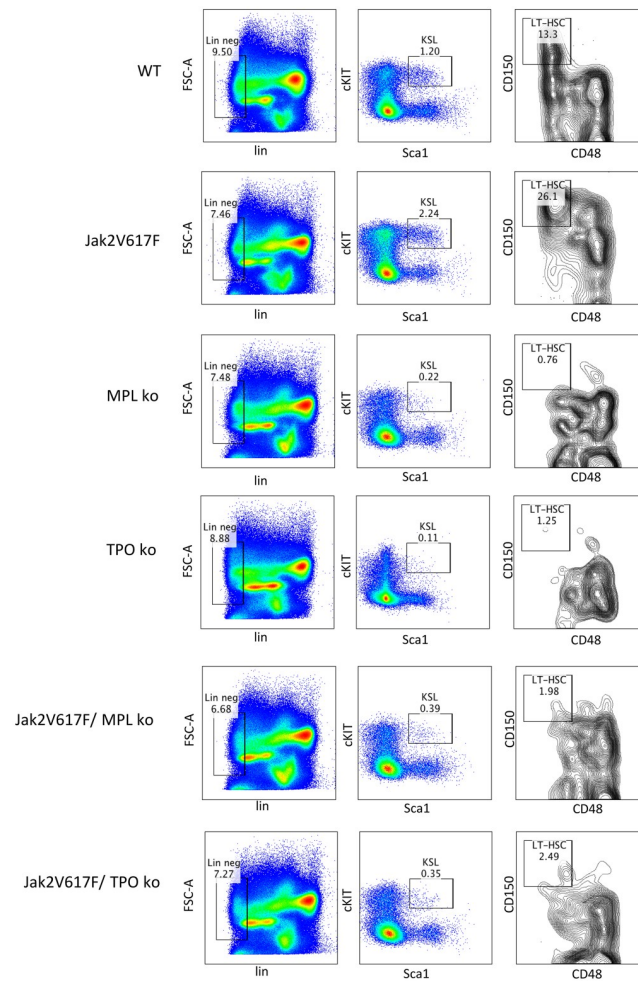 WT
FSC-A
Lin neg
9.50
lin
cKIT
KSL
1.20
Sca1
CD150
LT-HSC
13.3
CD48
Jak2V617F
FSC-A
Lin neg
7.46
lin
cKIT
KSL
2.24
Sca1
CD150
LT-HSC
26.1
CD48
MPL ko
FSC-A
Lin neg
7.48
lin
cKIT
KSL
0.22
Sca1
CD150
LT-HSC
0.76
CD48
TPO ko
FSC-A
Lin neg
8.88
lin
cKIT
KSL
0.11
Sca1
CD150
LT-HSC
1.25
CD48
Jak2V617F/ MPL ko
FSC-A
Lin neg
6.68
lin
cKIT
KSL
0.39
Sca1
CD150
LT-HSC
1.98
CD48
Jak2V617F/ TPO ko
FSC-A
Lin neg
7.27
lin
cKIT
KSL
0.35
Sca1
CD150
LT-HSC
2.49
CD48